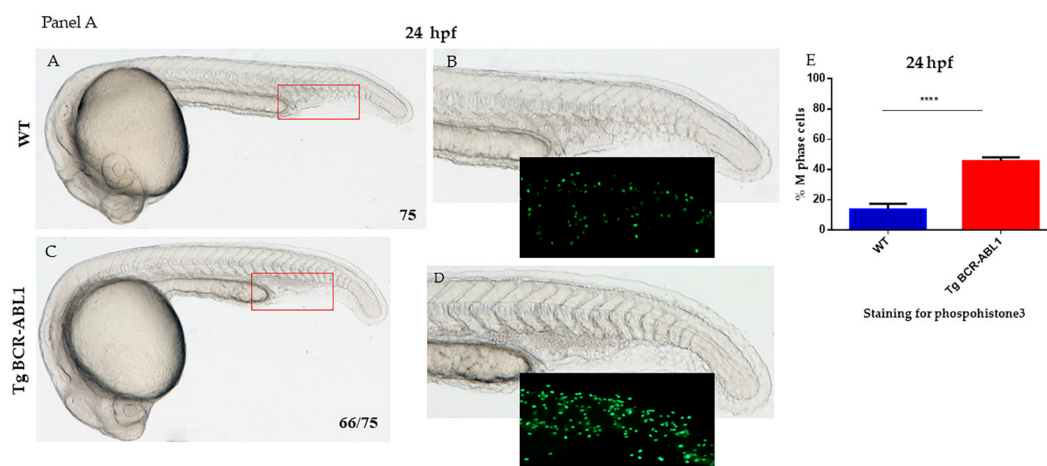 Panel A
24 hpf
A
B
WT
75
C
D
Tg BCR-ABL1
66/75
E
24 hpf
****
% M phase cells
100
80
60
40
20
0
WT
Tg BCR-ABL1
Staining for phospohistone3